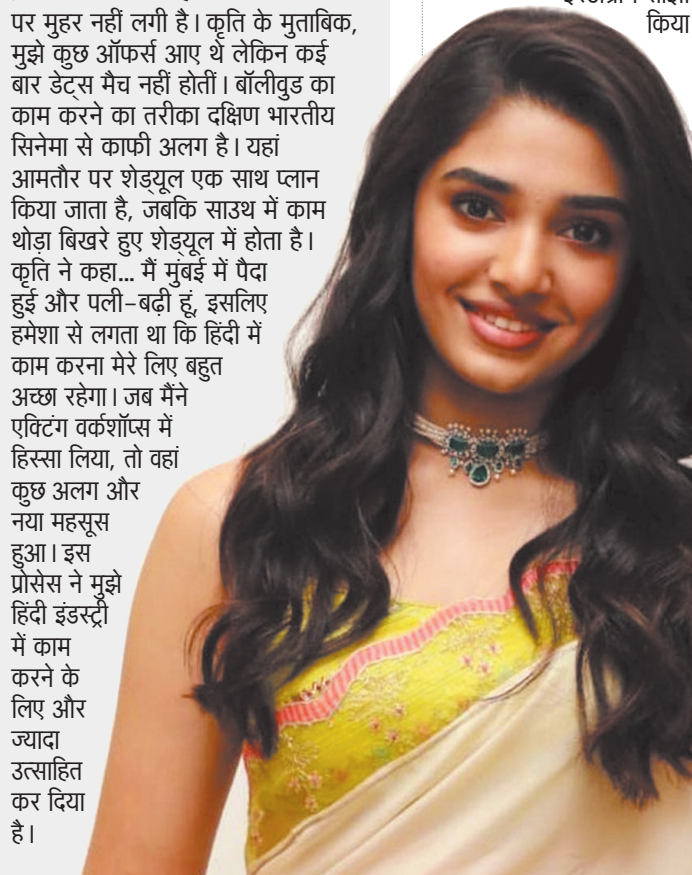 पर मुहर नहीं लगी है। कृति के मुताबिक,
मुझे कुछ ऑफर्स आए थे लेकिन कई
बार डेट्स मैच नहीं होतीं। बॉलीवुड का
काम करने का तरीका दक्षिण भारतीय
सिनेमा से काफी अलग है। यहां
आमतौर पर शेड्यूल एक साथ प्लान
किया जाता है, जबकि साउथ में काम
थोड़ा बिखरे हुए शेड्यूल में होता है।
कृति ने कहा... मैं मुंबई में पैदा
हुई और पली-बढ़ी हूं, इसलिए
हमेशा से लगता था कि हिंदी में
काम करना मेरे लिए बहुत
अच्छा रहेगा। जब मैंने
एक्टिंग वर्कशॉप्स में
हिस्सा लिया, तो वहां
कुछ अलग और
नया महसूस
हुआ। इस
प्रोसेस ने मुझे
हिंदी इंडस्ट्री
में काम
करने के
लिए और
ज्यादा
उत्साहित
कर दिया
है।
किया